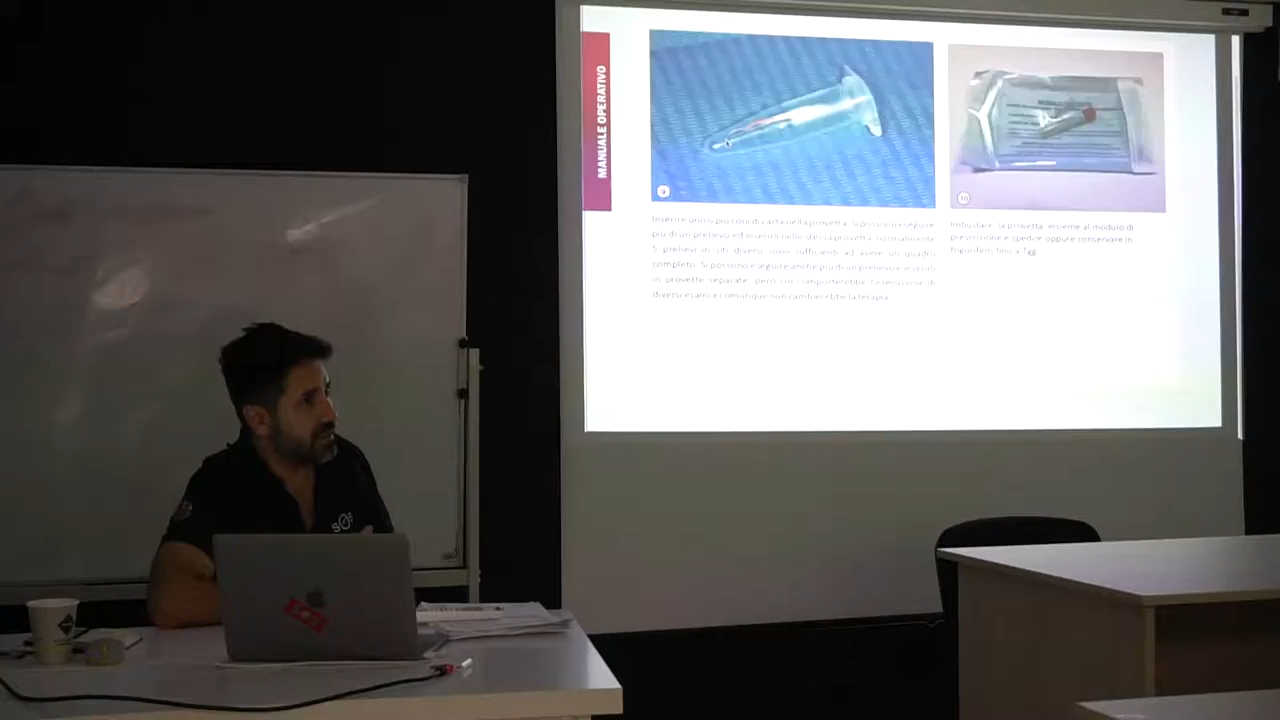 MANUALE OPERATIVO
9
10
Inserire uno o più coni di carta nella provetta. Si possono eseguire
più di un prelievo ed inserirli nello stessa provetta, normalmente
5 prelievi in siti diversi sono sufficienti ad avere un quadro
completo. Si possono eseguire anche più di un prelievo e inserirli
in provette separate, però ciò comporterebbe l'esecuzione di
diversi esami e comunque non cambierebbe la terapia.
Imbustare la provetta insieme al modulo di
prescrizione e spedire oppure conservare in
frigorifero fino a 7gg